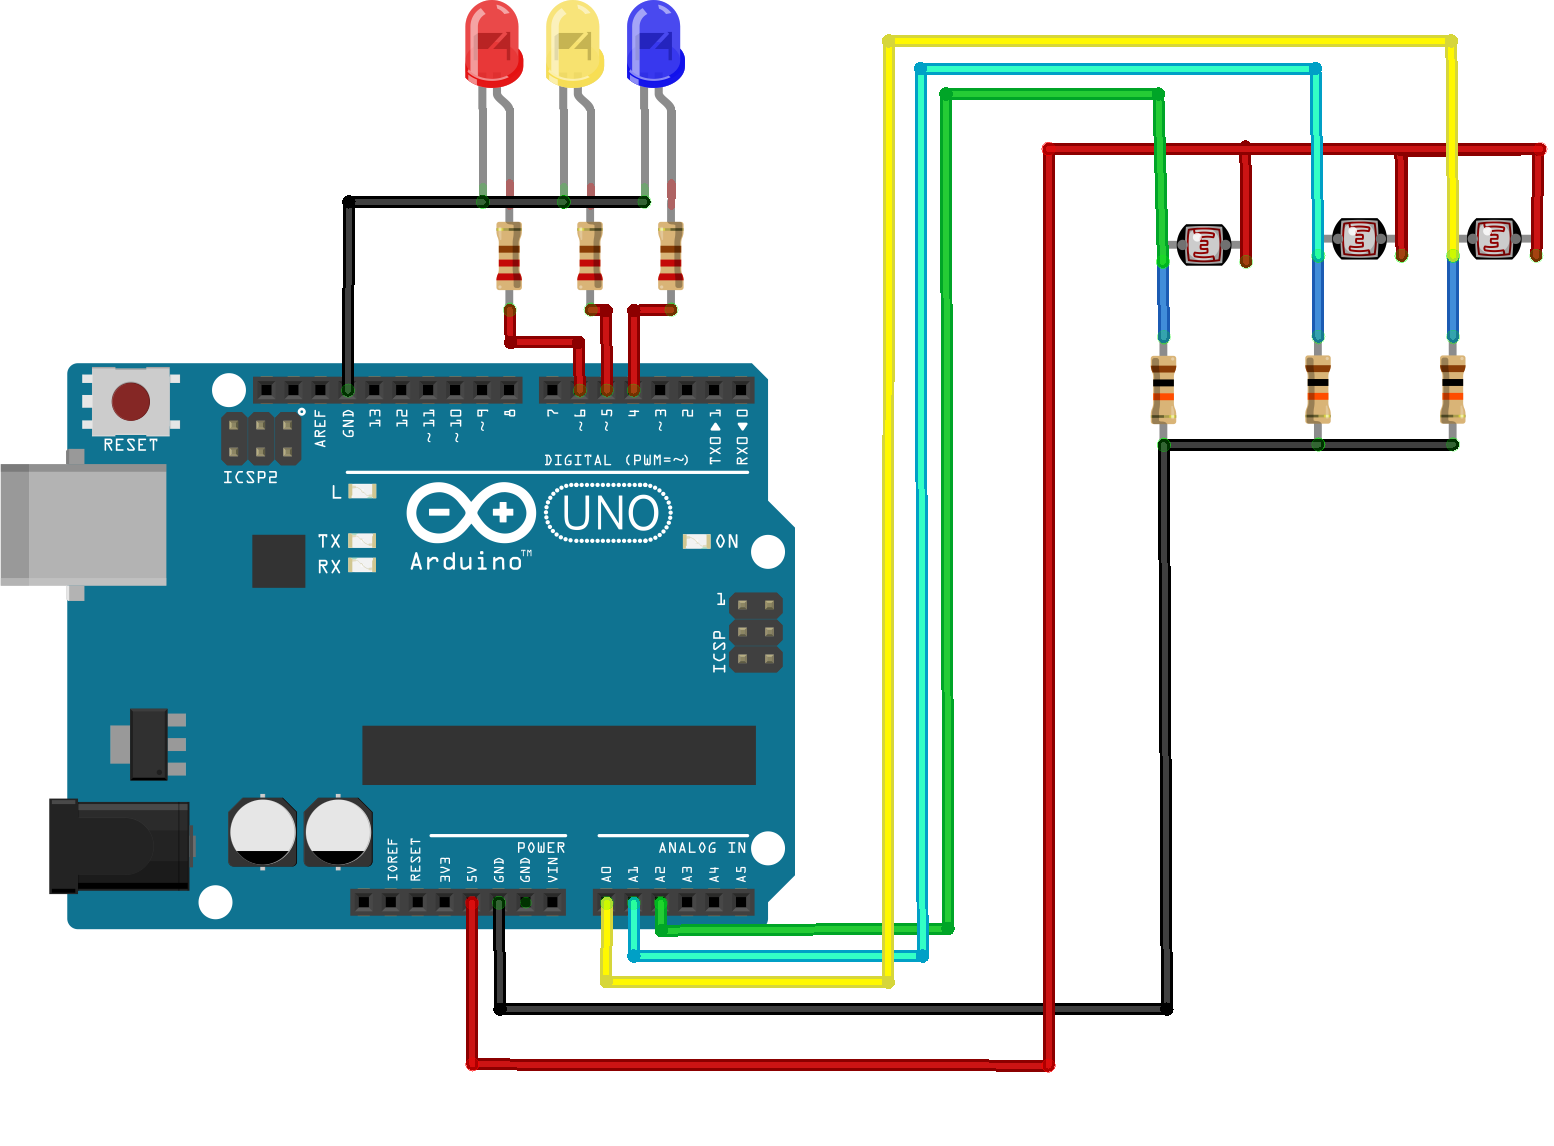 RESET
ICSP2
AREF
GND
13
12
~11
~10
~9
8
7
~6
~5
4
~3
2
TX0▶1
RX0◀0
DIGITAL (PWM=~)
L
TX
RX
Arduino™
UNO
ON
1
ICSP
IOREF
RESET
3V3
5V
GND
GND
VIN
POWER
A0
A1
A2
A3
A4
A5
ANALOG IN